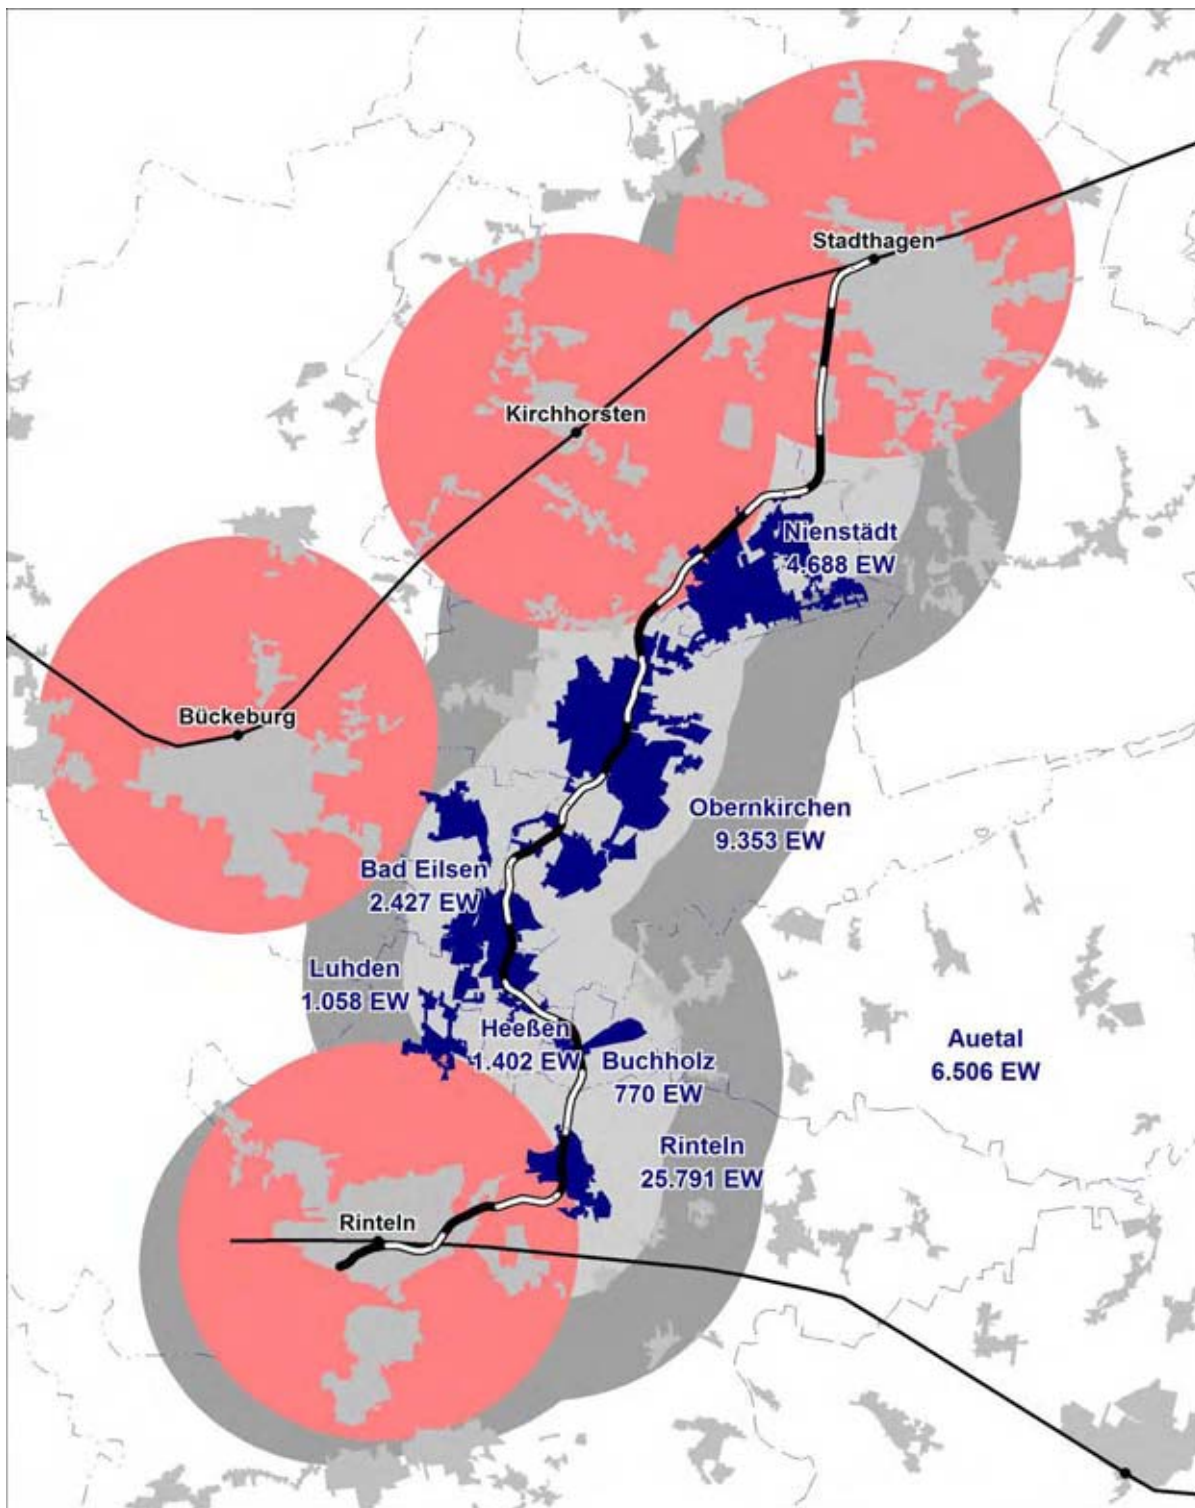 Stadthagen
Kirchhorsten
Nienstädt
4.688 EW
Bückeburg
Obernkirchen
9.353 EW
Bad Eilsen
2.427 EW
Luhden
1.058 EW
Heeßen
1.402 EW
Buchholz
770 EW
Auetal
6.506 EW
Rinteln
25.791 EW
Rinteln